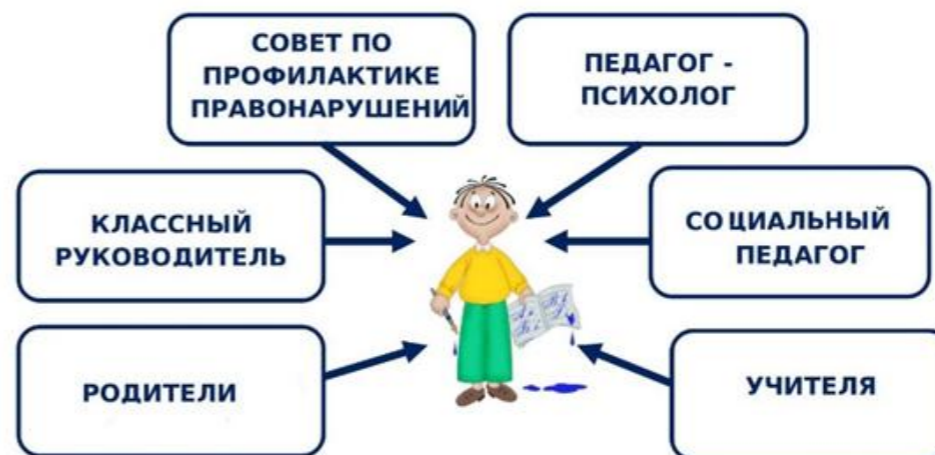 СОВЕТ ПО
ПРОФИЛАКТИКЕ
ПРАВОНАРУШЕНИЙ
ПЕДАГОГ -
ПСИХОЛОГ
КЛАССНЫЙ
РУКОВОДИТЕЛЬ
СОЦИАЛЬНЫЙ
ПЕДАГОГ
РОДИТЕЛИ
УЧИТЕЛЯ